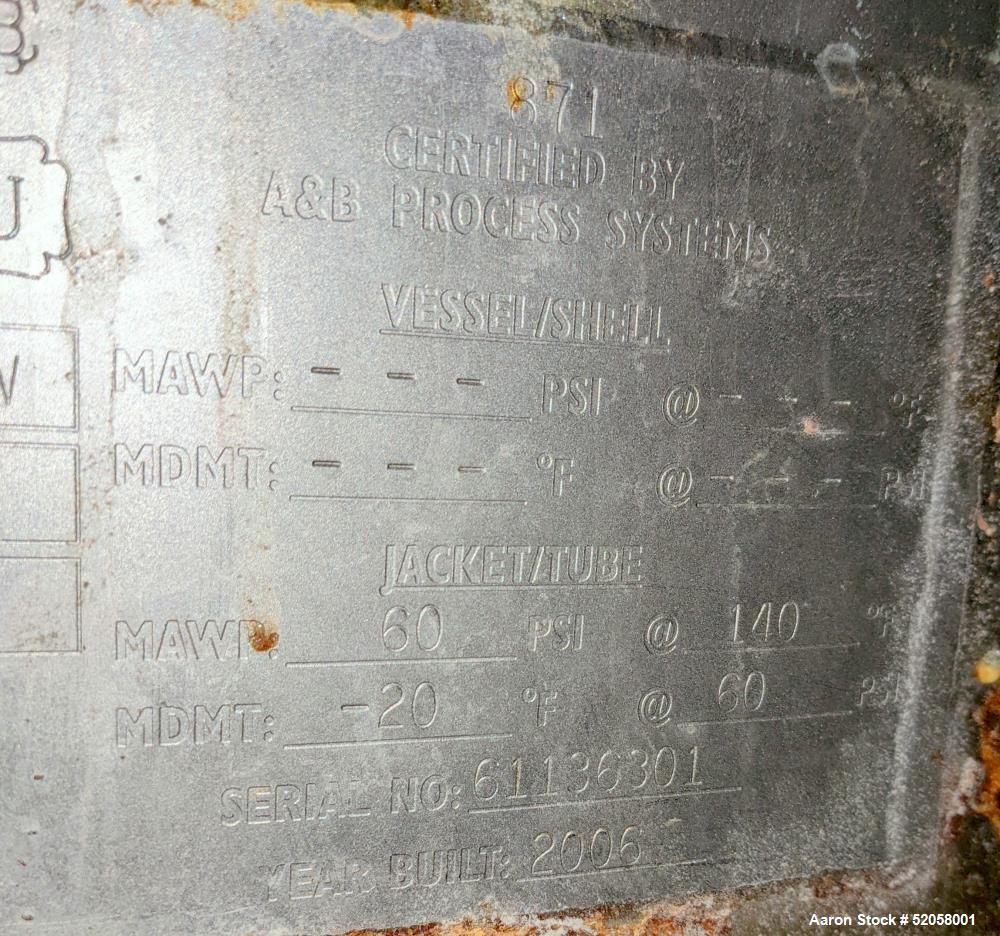 871
CERTIFIED BY
A&B PROCESS SYSTEMS
U
VESSEL/SHELL
W
MAWP: - - - PSI @ - - - °F
MDMT: - - - °F @ - - - PSI
JACKET/TUBE
MAWP: 60 PSI @ 140 °F
MDMT: -20 °F @ 60 PSI
SERIAL NO: 61136301
YEAR BUILT: 2006
Aaron Stock # 52058001